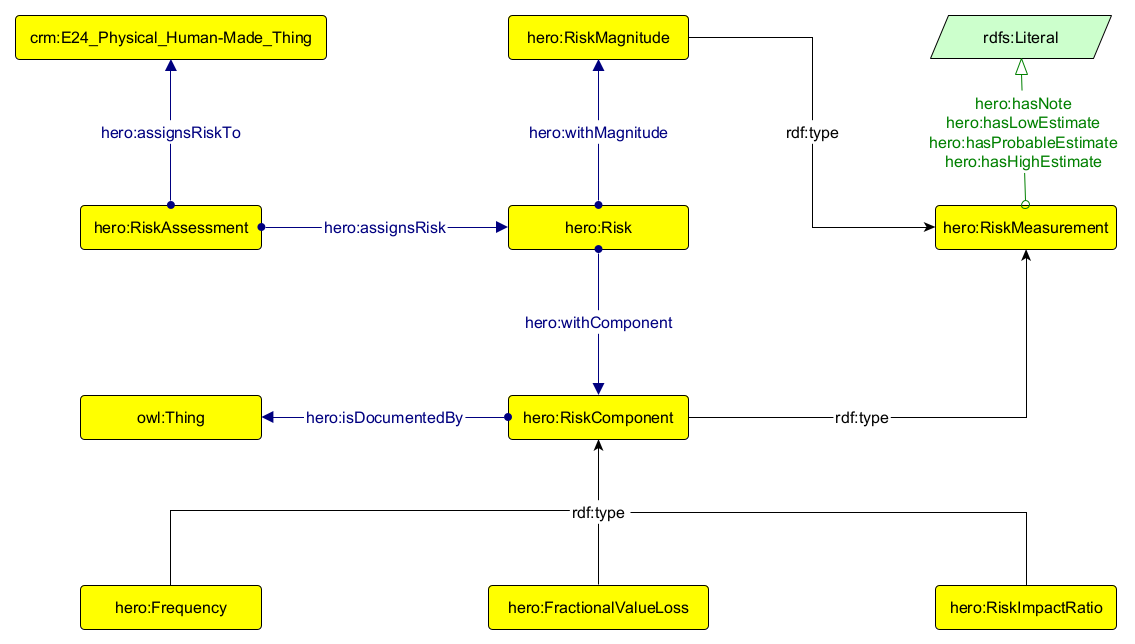 crm:E24_Physical_Human-Made_Thing
hero:RiskMagnitude
rdfs:Literal
hero:assignsRiskTo
hero:withMagnitude
rdf:type
hero:hasNote
hero:hasLowEstimate
hero:hasProbableEstimate
hero:hasHighEstimate
hero:RiskAssessment
hero:assignsRisk
hero:Risk
hero:RiskMeasurement
hero:withComponent
owl:Thing
hero:isDocumentedBy
hero:RiskComponent
rdf:type
rdf:type
hero:Frequency
hero:FractionalValueLoss
hero:RiskImpactRatio